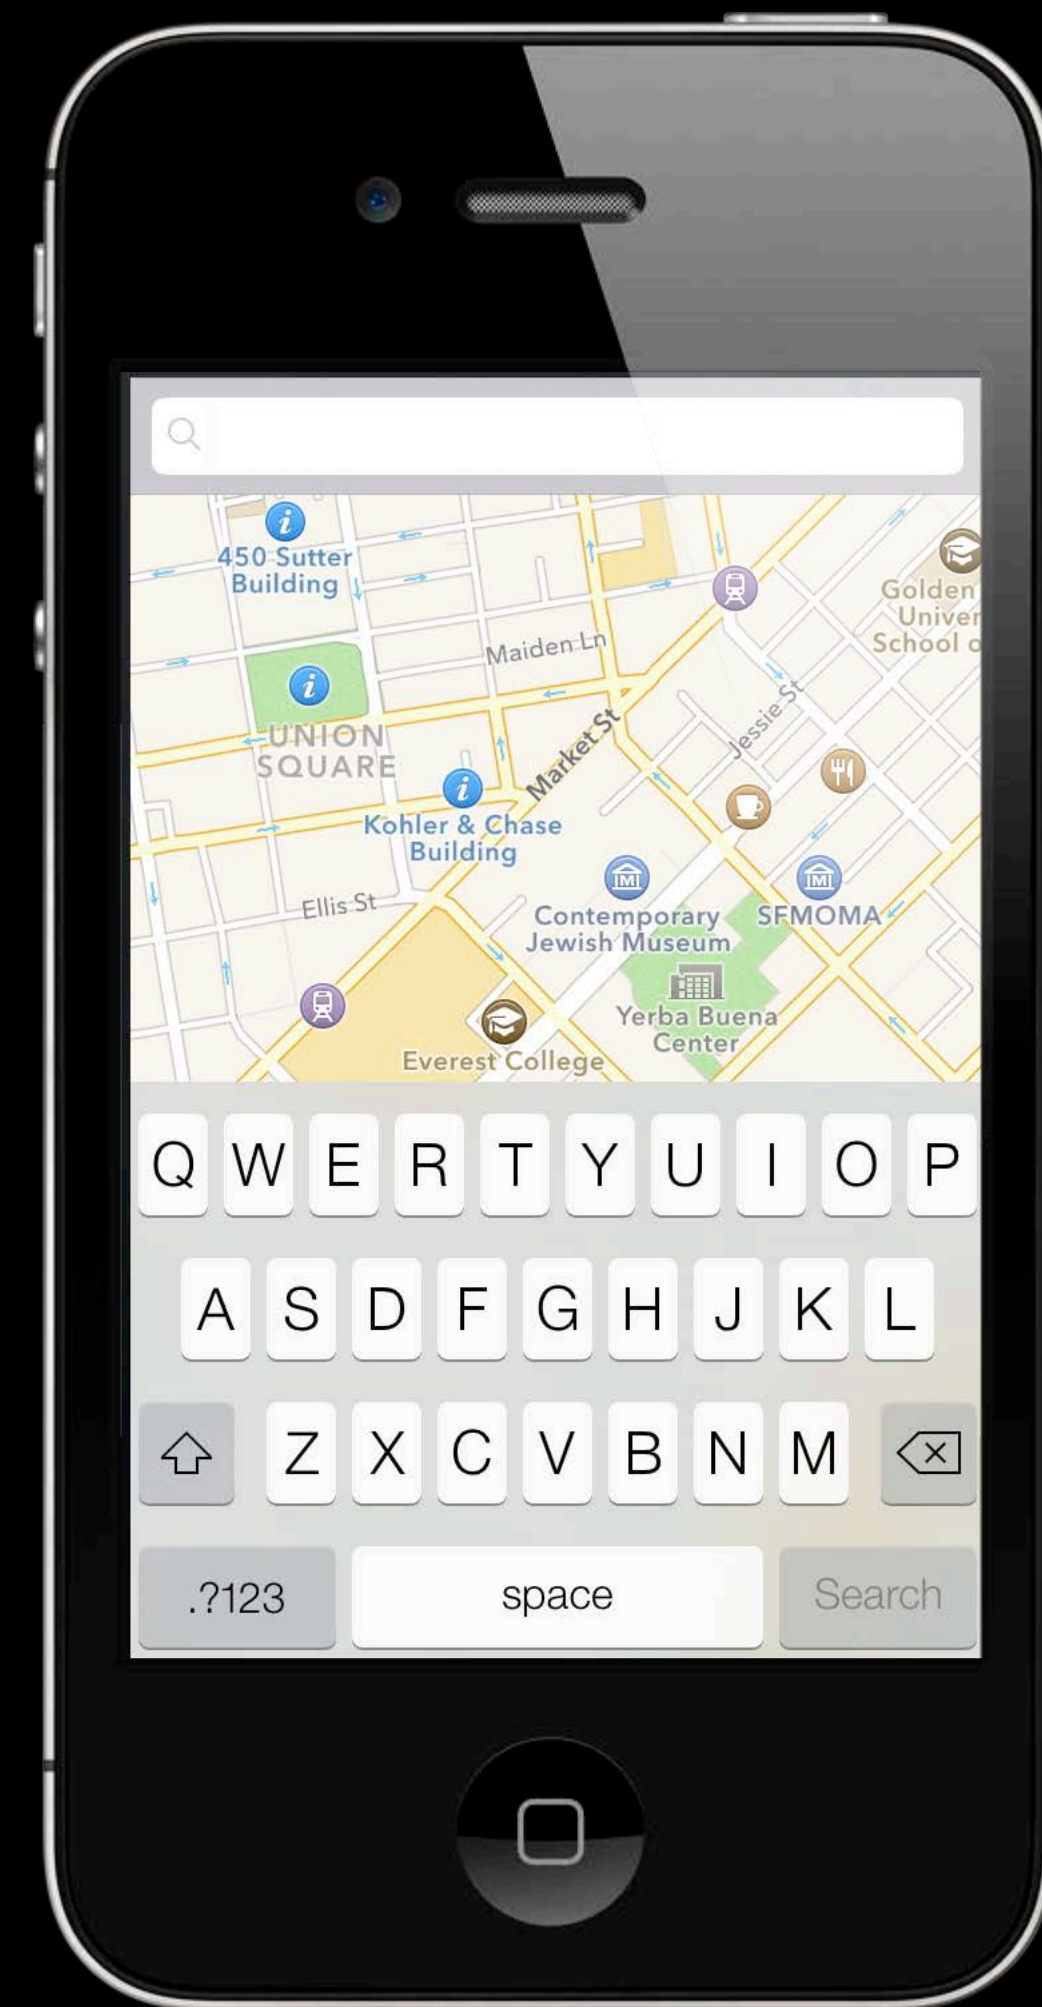 450 Sutter
Building
Golden
Univer
School o
Maiden Ln
UNION
SQUARE
Market St
Jessie St
Kohler & Chase
Building
Ellis St
Contemporary
Jewish Museum
SFMOMA
Yerba Buena
Center
Everest College
Q W E R T Y U I O P
A S D F G H J K L
Z X C V B N M
.?123 space Search